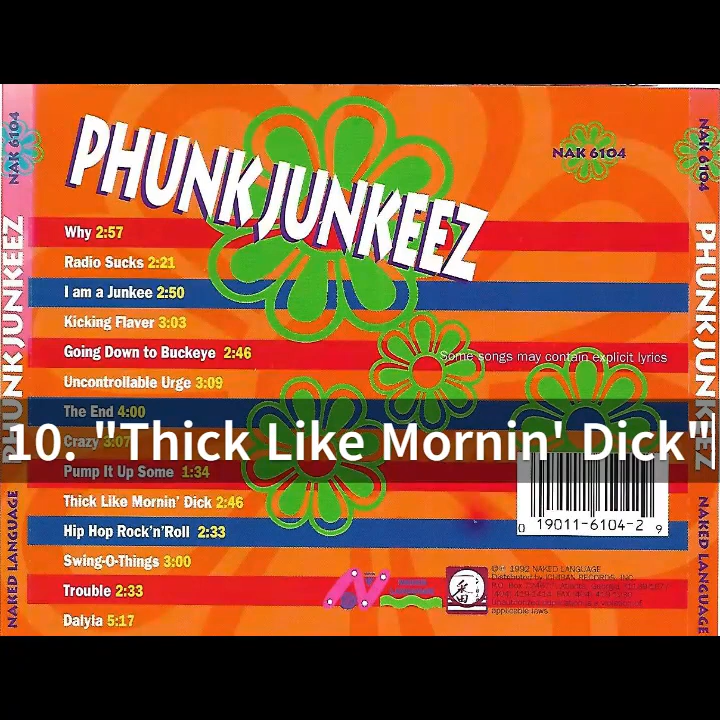 NAK 6104
PHUNK JUNKEEZ
NAK 6104
NAK 6104
PHUNK JUNKEEZ
PHUNK JUNKEEZ
Why 2:57
Radio Sucks 2:21
I am a Junkee 2:50
Kicking Flaver 3:03
Going Down to Buckeye 2:46
Some songs may contain explicit lyrics
Uncontrollable Urge 3:09
The End 4:00
10. "Thick Like Mornin' Dick"
Crazy 3:07
Pump It Up Some 1:34
Thick Like Mornin' Dick 2:46
Hip Hop Rock'n'Roll 2:33
Swing-O-Things 3:00
Trouble 2:33
Dalyla 5:17
0 19011-6104-2 9
NAKED LANGUAGE
NAKED LANGUAGE
1992 NAKED LANGUAGE
Distributed by ICHIBAN RECORDS, INC.
applicable laws
一番